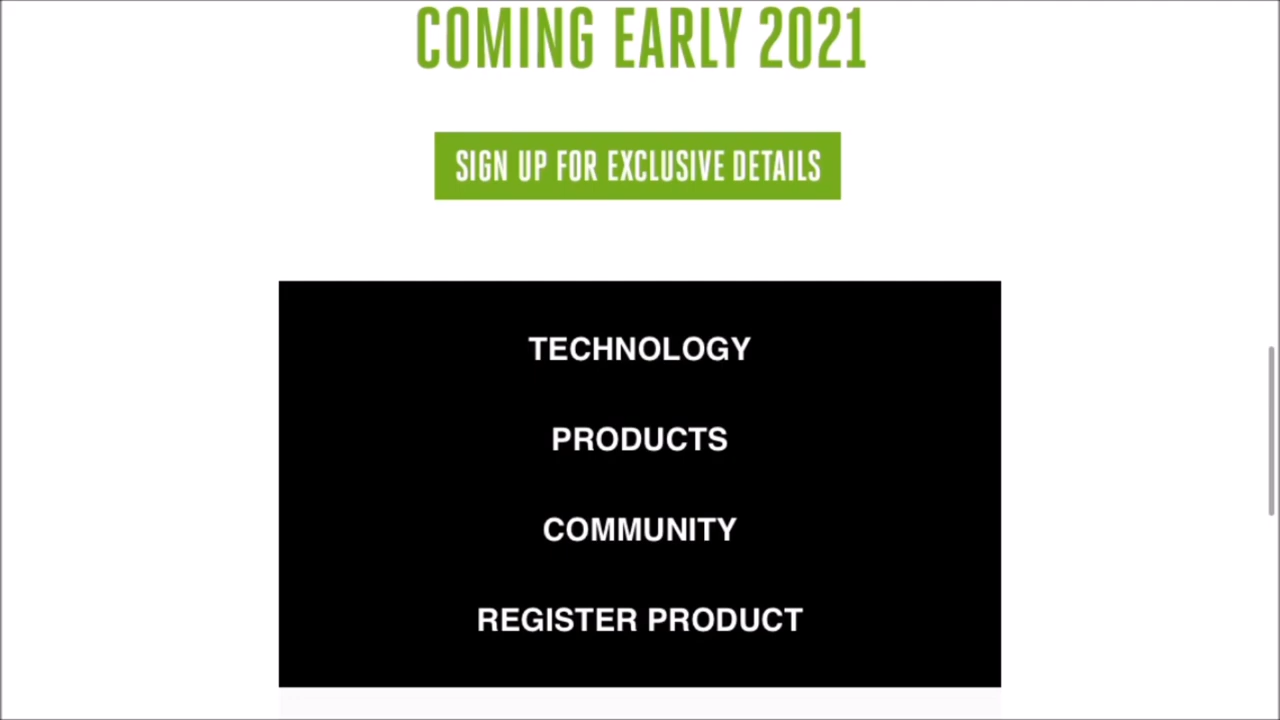 COMING EARLY 2021
SIGN UP FOR EXCLUSIVE DETAILS
TECHNOLOGY
PRODUCTS
COMMUNITY
REGISTER PRODUCT